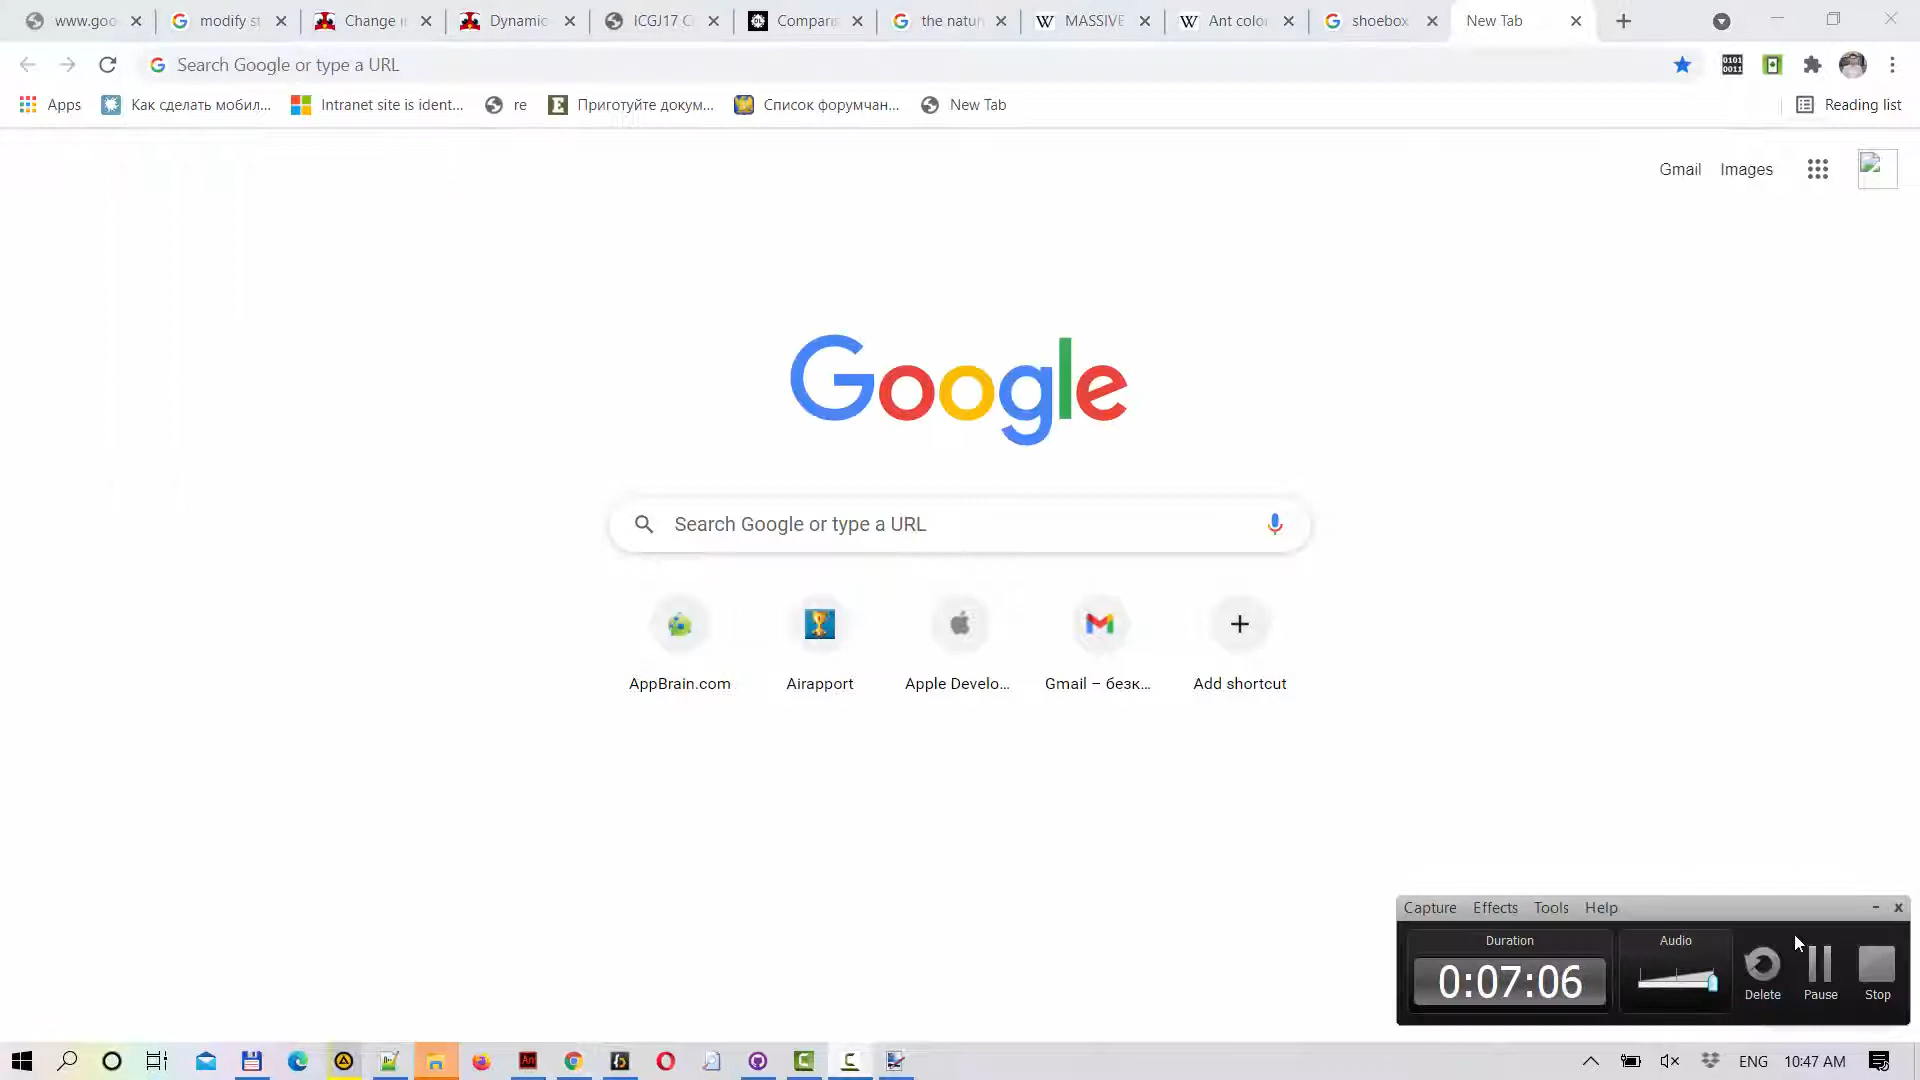 www.goo
modify st
Change i
Dynamic
ICGJ17 C
Comparis
the natur
MASSIVE
Ant colon
shoebox
New Tab
Search Google or type a URL
Apps
Как сделать мобил...
Intranet site is ident...
re
Приготуйте докум...
Список форумчан...
New Tab
Reading list
Gmail
Images
Google
Search Google or type a URL
AppBrain.com
Airapport
Apple Develo...
Gmail – безк...
Add shortcut
Capture Effects Tools Help
Duration
Audio
0:07:06
Delete
Pause
Stop
ENG
10:47 AM